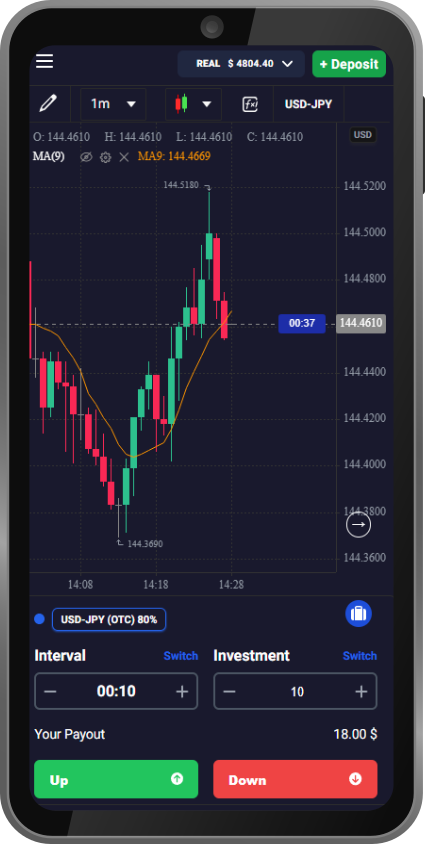 REAL $ 4804.40
+ Deposit
1m
f(x)
USD-JPY
O: 144.4610 H: 144.4610 L: 144.4610 C: 144.4610
USD
MA(9) MA9: 144.4669
144.5180
144.5200
144.5000
144.4800
00:37
144.4610
144.4400
144.4200
144.4000
144.3800
144.3690
144.3600
14:08 14:18 14:28
USD-JPY (OTC) 80%
Interval Switch Investment Switch
− 00:10 + − 10 +
Your Payout 18.00 $
Up Down